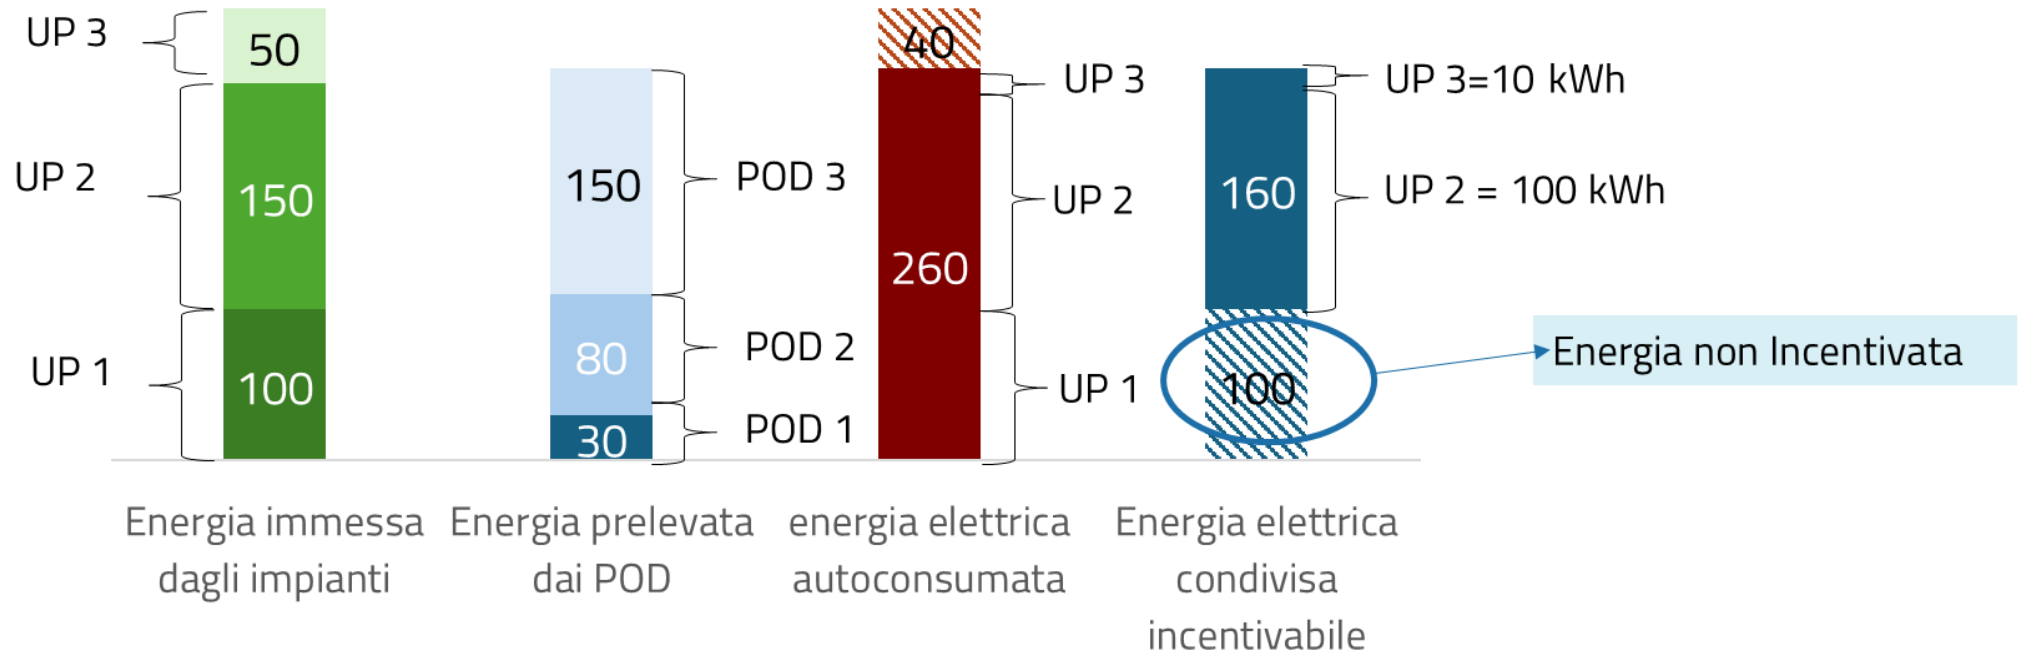 UP 3
50
UP 2
150
UP 1
100
150
POD 3
80
POD 2
30
POD 1
40
UP 3
260
UP 2
UP 1
UP 3=10 kWh
160
UP 2 = 100 kWh
100
Energia non Incentivata
Energia immessa
dagli impianti
Energia prelevata
dai POD
energia elettrica
autoconsumata
Energia elettrica
condivisa
incentivabile